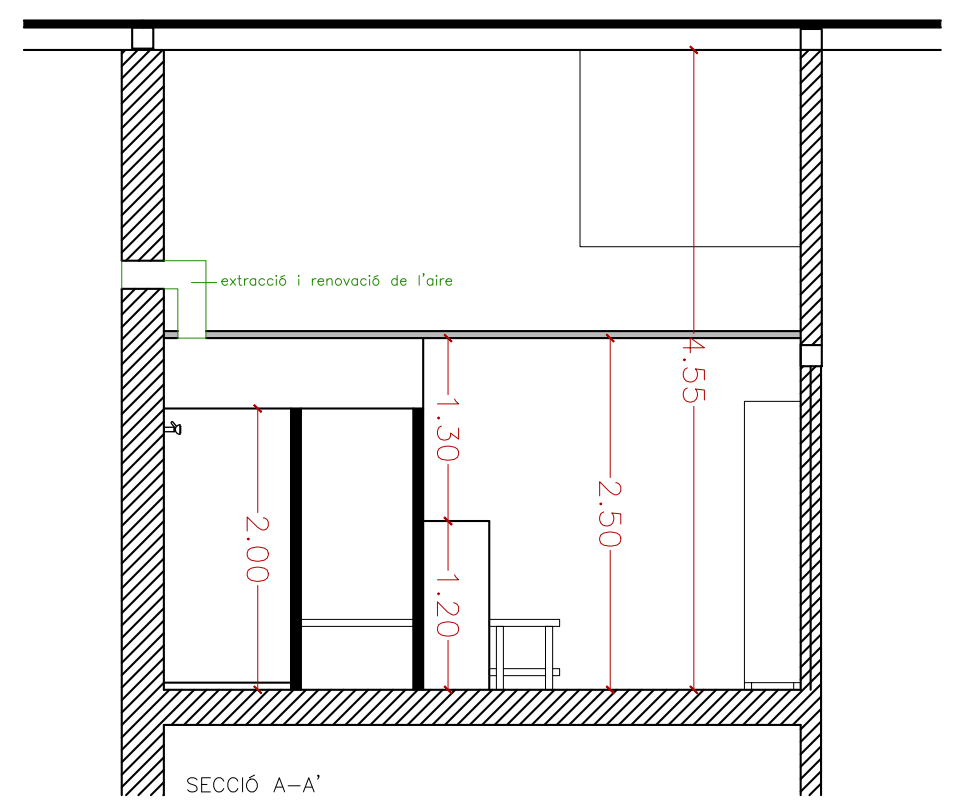 extracció i renovació de l'aire
4.55
1.30
2.50
2.00
1.20
SECCIÓ A-A'